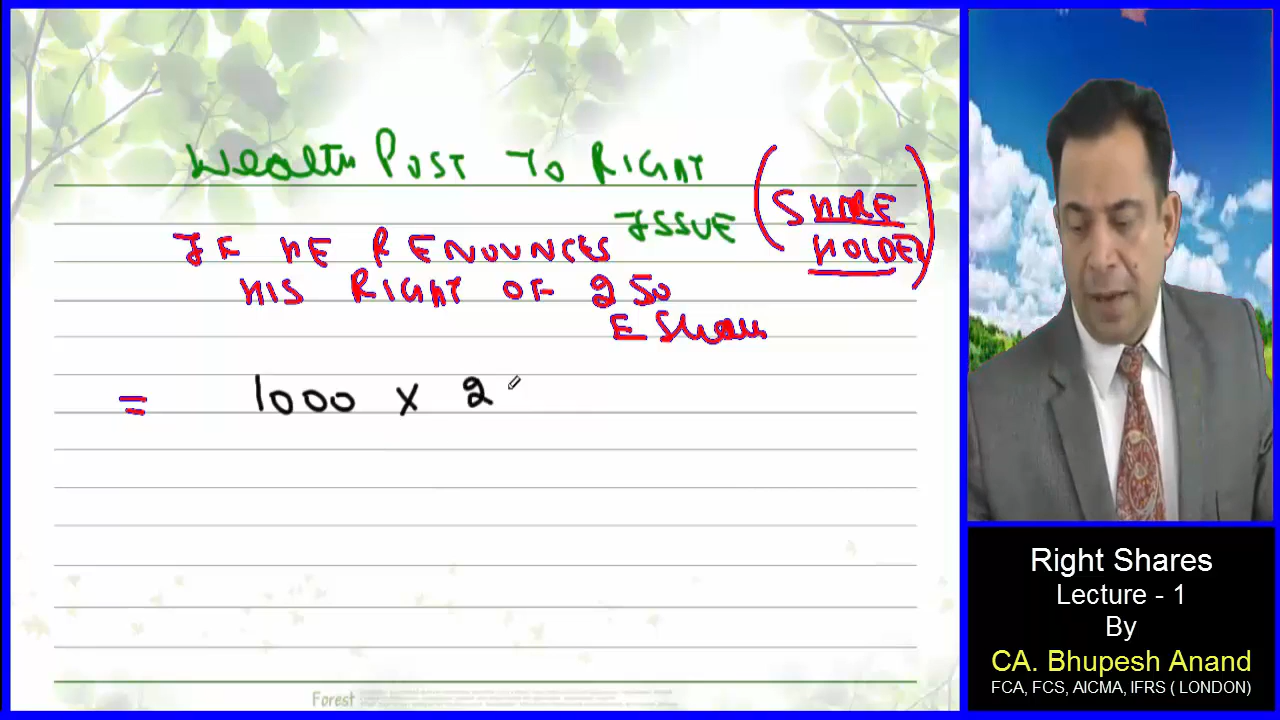 Wealth POST TO RIGHT
ISSUE (SHARE
HOLDER)
IF HE RENOUNCES
HIS RIGHT OF 250
E Shares
= 1000 X 2
Forest
Right Shares
Lecture - 1
By
CA. Bhupesh Anand
FCA, FCS, AICMA, IFRS ( LONDON)